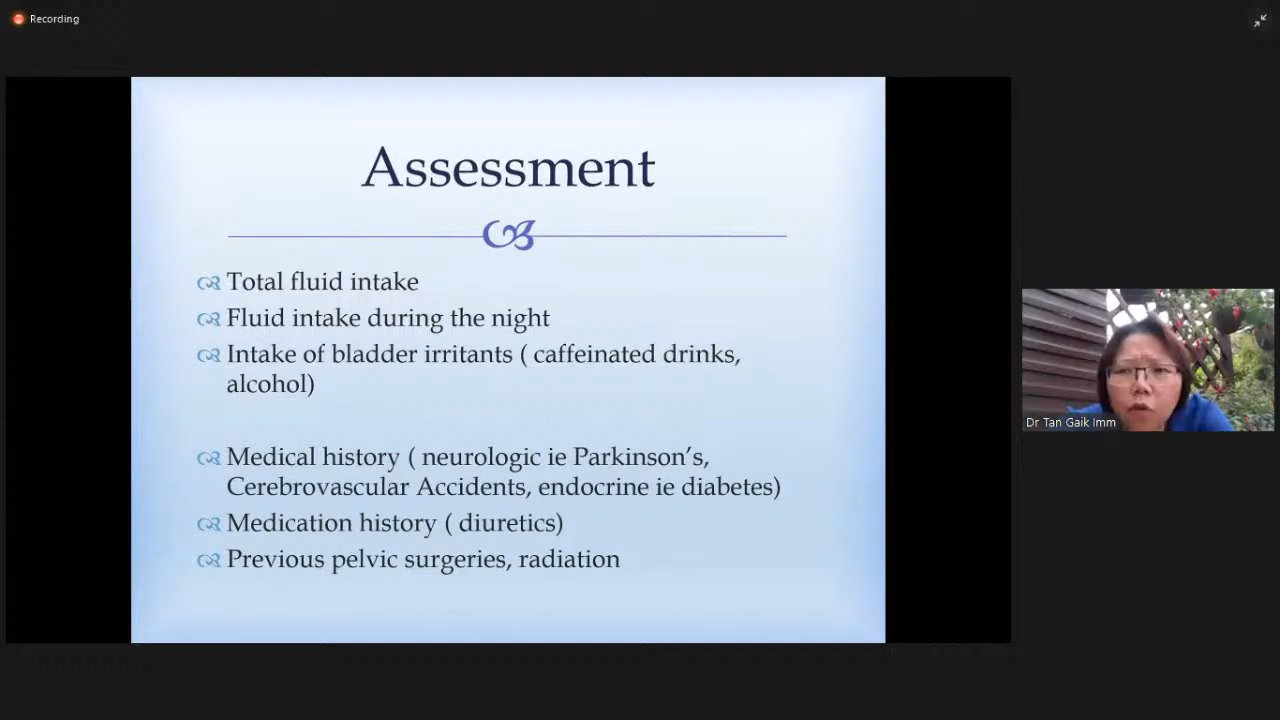 Recording
Assessment
Total fluid intake
Fluid intake during the night
Intake of bladder irritants ( caffeinated drinks,
alcohol)
Medical history ( neurologic ie Parkinson’s,
Cerebrovascular Accidents, endocrine ie diabetes)
Medication history ( diuretics)
Previous pelvic surgeries, radiation
Dr Tan Gaik Imm